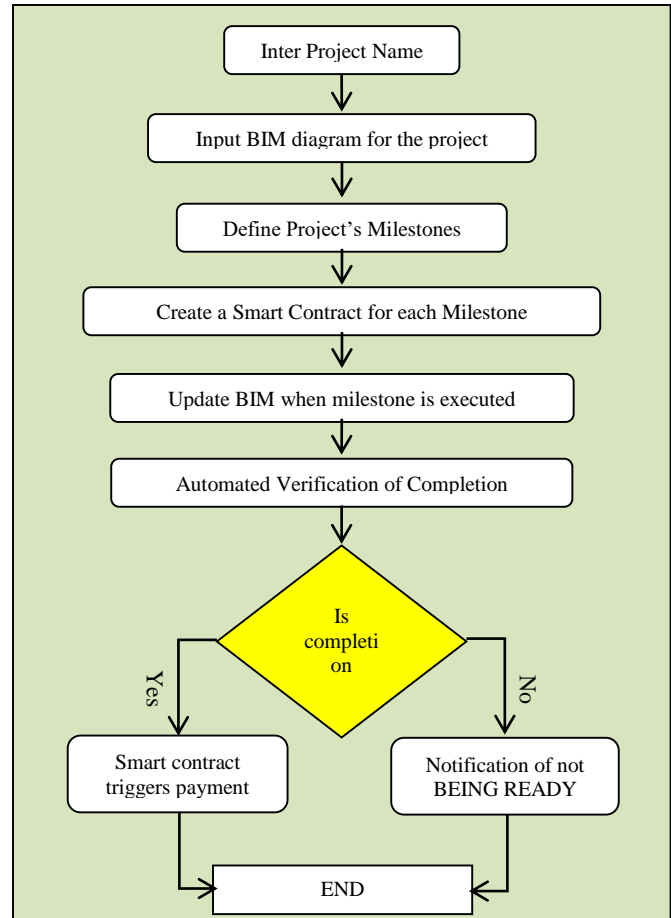 Inter Project Name
Input BIM diagram for the project
Define Project's Milestones
Create a Smart Contract for each Milestone
Update BIM when milestone is executed
Automated Verification of Completion
Is
completi
on
Yes
No
Smart contract
triggers payment
Notification of not
BEING READY
END